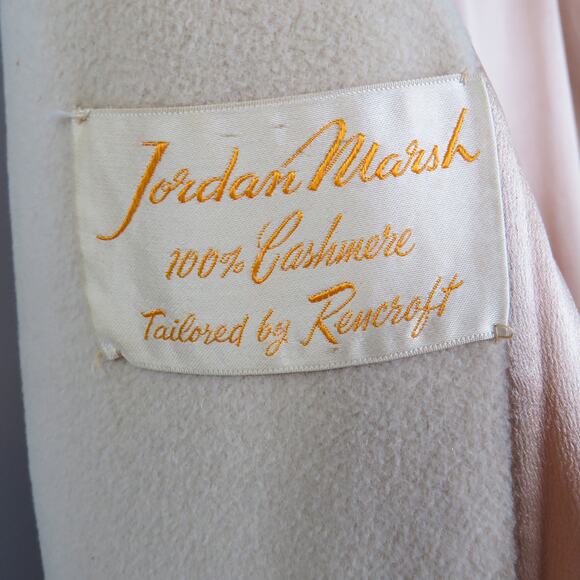 Jordan Marsh
100% Cashmere
Tailored by Rencroft